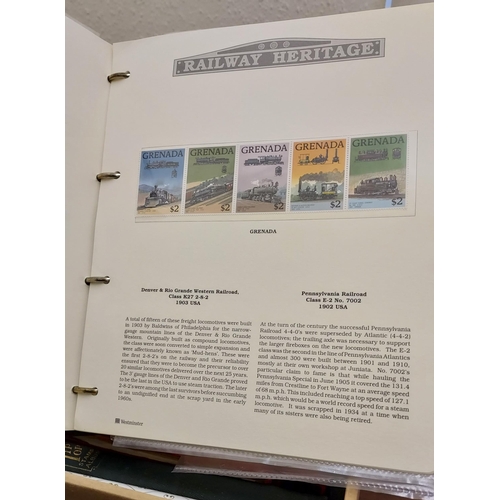 RAILWAY HERITAGE
GRENADA GRENADA GRENADA GRENADA GRENADA
$2 $2 $2 $2 $2
GRENADA
Denver & Rio Grande Western Railroad,
Class K27 2-8-2
1903 USA
A total of fifteen of these freight locomotives were built
in 1903 by Baldwins of Philadelphia for the narrow-
gauge mountain lines of the Denver & Rio Grande
Western. Originally built as compound locomotives,
the class were soon converted to simple expansion and
were affectionately known as 'Mud-hens'. These were
the first 2-8-2's on the railway and their reliability
ensured that they were to become the precursor to over
20 similar locomotives delivered over the next 25 years.
The 3' gauge lines of the Denver and Rio Grande proved
to be the last in the USA to use steam traction. The later
2-8-2's were among the last survivors before succumbing
to an undignified end at the scrap yard in the early
1960s.
Westminster
Pennsylvania Railroad
Class E-2 No. 7002
1902 USA
At the turn of the century the successful Pennsylvania
Railroad 4-4-0's were superseded by Atlantic (4-4-2)
locomotives; the trailing axle was necessary to support
the larger fireboxes on the new locomotives. The E-2
class was the second in the line of Pennsylvania Atlantics
and almost 300 were built between 1901 and 1910,
mostly at their own workshop at Juniata. No. 7002's
particular claim to fame is that while hauling the
Pennsylvania Special in June 1905 it covered the 131.4
miles from Crestline to Fort Wayne at an average speed
of 68 m.p.h. This included reaching a top speed of 127.1
m.p.h. which would be a world record speed for a steam
locomotive. It was scrapped in 1934 at a time when
many of its sisters were also being retired.